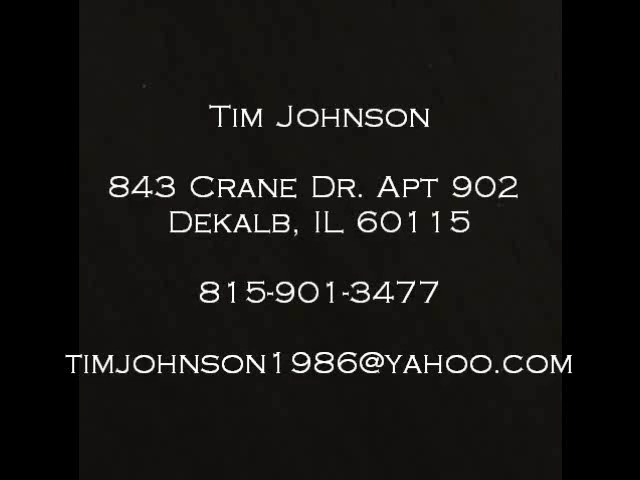 Tim Johnson
843 Crane Dr. Apt 902
Dekalb, IL 60115
815-901-3477
timjohnson1986@yahoo.com